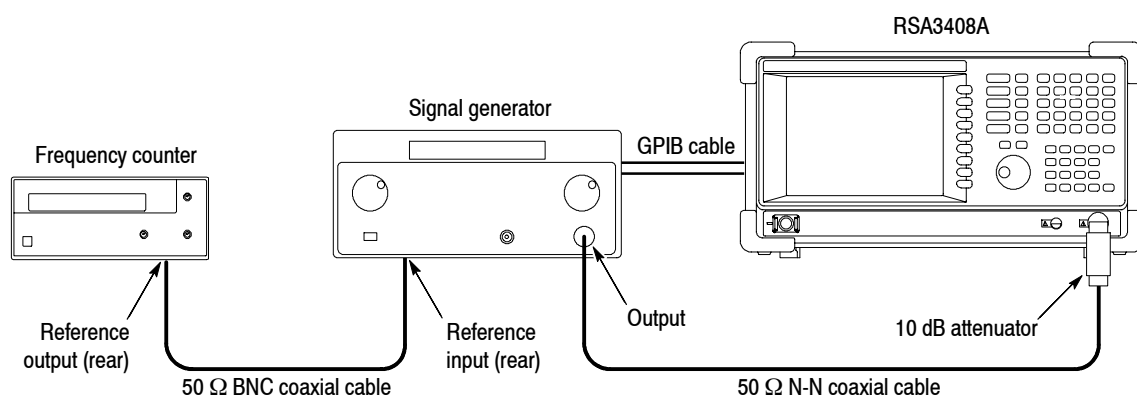 RSA3408A
Signal generator
GPIB cable
Frequency counter
Output
Reference
output (rear)
Reference
input (rear)
10 dB attenuator
50 Ω BNC coaxial cable
50 Ω N-N coaxial cable